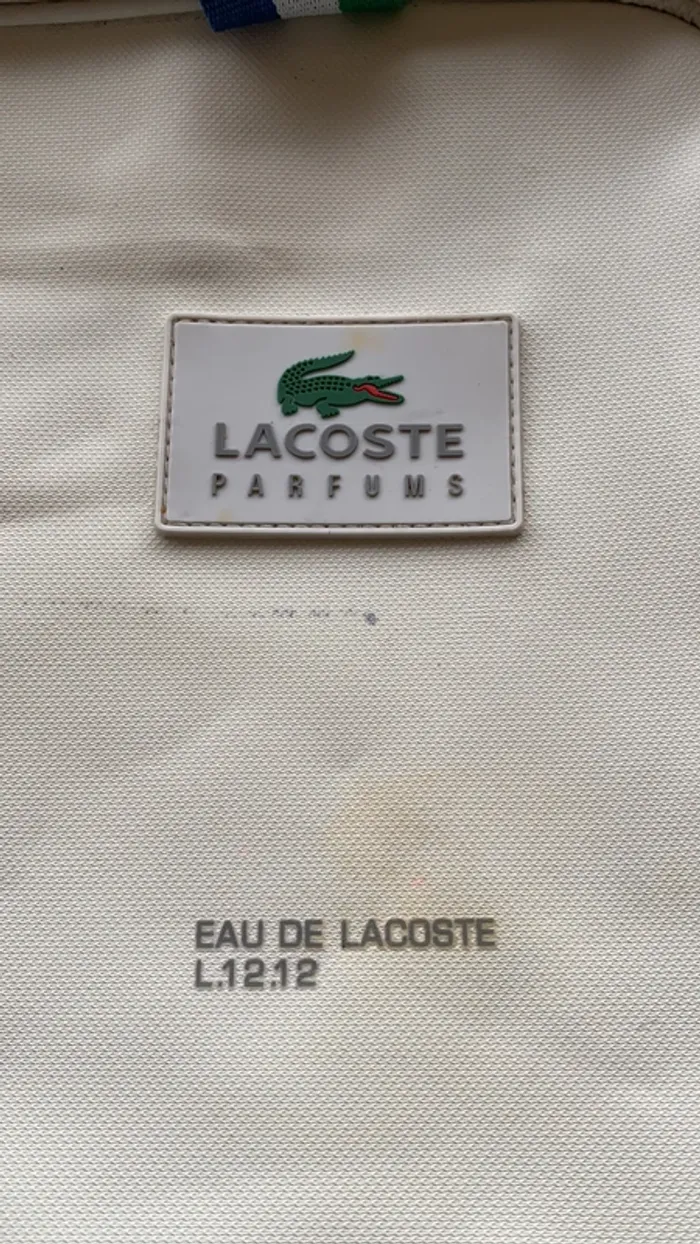 LACOSTE
PARFUMS
EAU DE LACOSTE
L.12.12